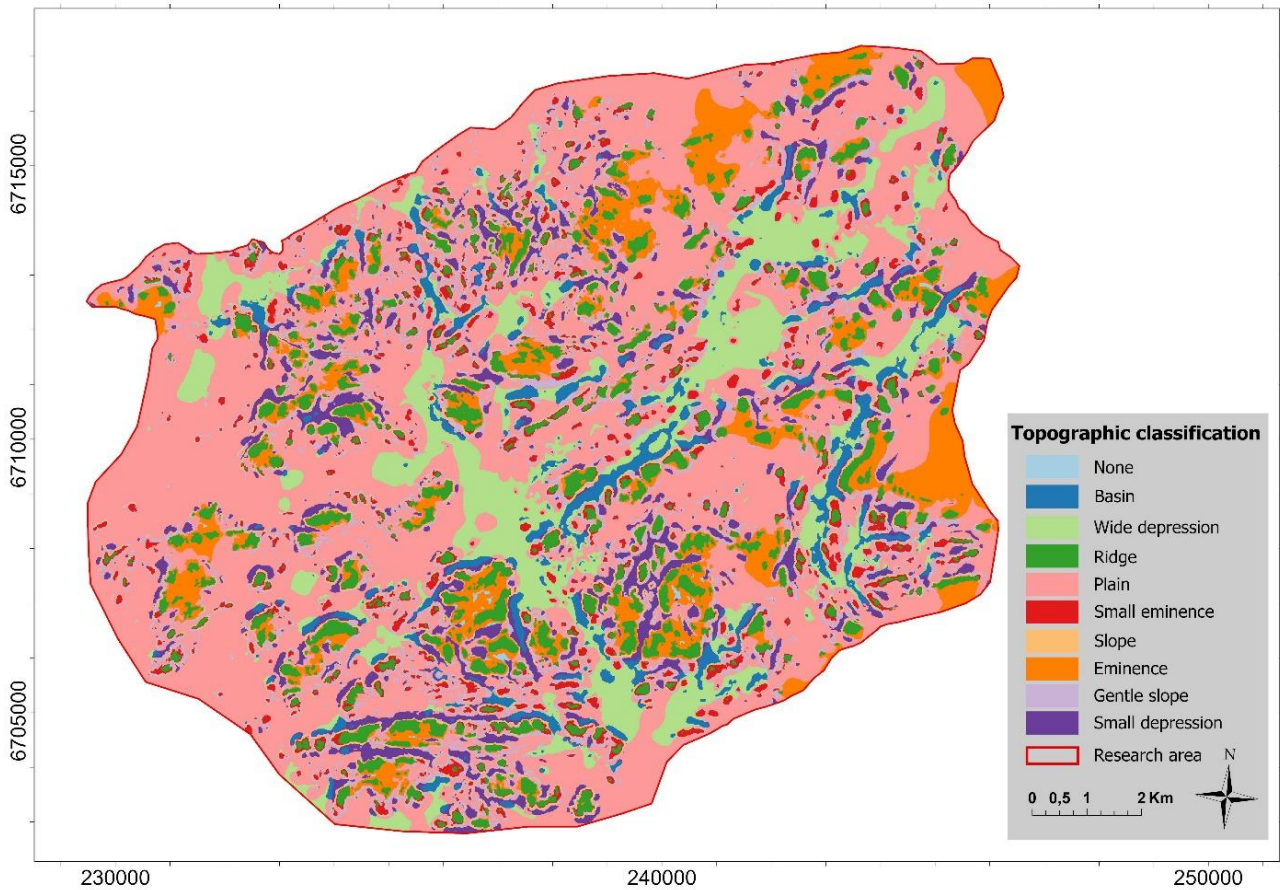 6715000
6710000
6705000
230000
240000
250000
Topographic classification
None
Basin
Wide depression
Ridge
Plain
Small eminence
Slope
Eminence
Gentle slope
Small depression
Research area
N
0 0,5 1 2 Km